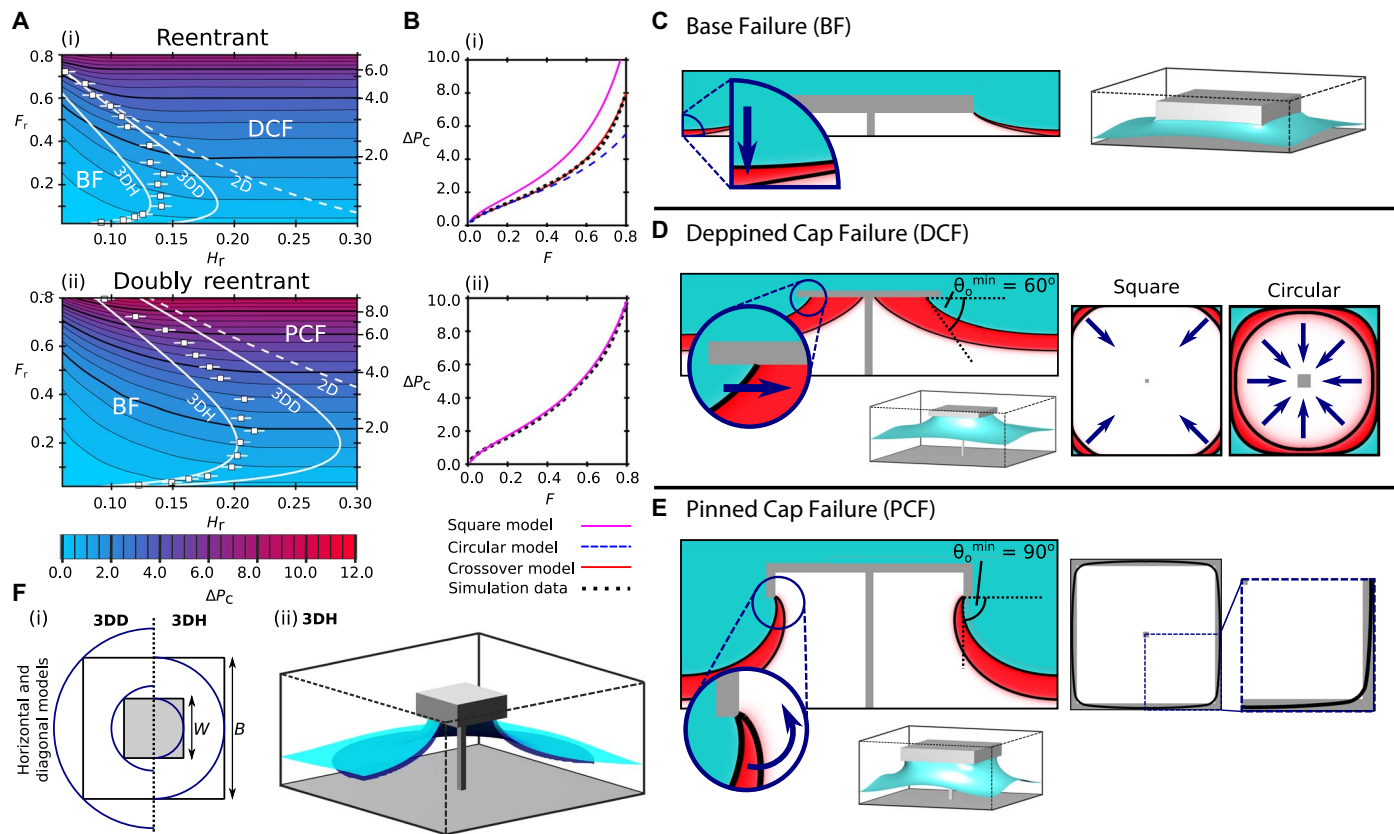 A
(i)
Reentrant
0.8
0.6
F_r
0.4
0.2
6.0
4.0
2.0
DCF
BF
3DH
3DD
2D
0.10
0.15
0.20
0.25
0.30
H_r
(ii)
Doubly reentrant
0.8
0.6
F_r
0.4
0.2
8.0
6.0
4.0
2.0
PCF
BF
3DH
3DD
2D
0.10
0.15
0.20
0.25
0.30
H_r
0.0
2.0
4.0
6.0
8.0
10.0
12.0
ΔP_C
B
(i)
10.0
8.0
6.0
ΔP_C
4.0
2.0
0.0
0.0
0.2
0.4
0.6
0.8
F
(ii)
10.0
8.0
6.0
ΔP_C
4.0
2.0
0.0
0.0
0.2
0.4
0.6
0.8
F
Square model
Circular model
Crossover model
Simulation data
C
Base Failure (BF)
D
Deppined Cap Failure (DCF)
θ_o^min = 60°
Square
Circular
E
Pinned Cap Failure (PCF)
θ_o^min = 90°
F
(i)
3DD
3DH
Horizontal and
diagonal models
W
B
(ii) 3DH